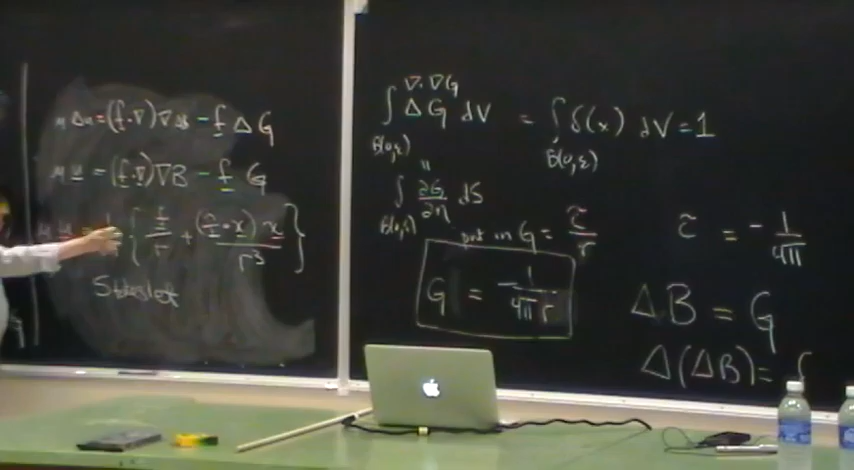 μ Δu = (f·∇)∇ΔB − f ΔG
μ u = (f·∇)∇B − f G
{ f/r + (f·x) x / r³ }
Stokeslet
∇·∇G
∫ ΔG dV = ∫ δ(x) dV = 1
B(0,ε) B(0,ε)
"
∫ ∂G/∂n dS
B(0,ε)
put in G = c̃/r
c̃ = −1/4π
G = −1/4πr
ΔB = G
Δ(ΔB) = δ